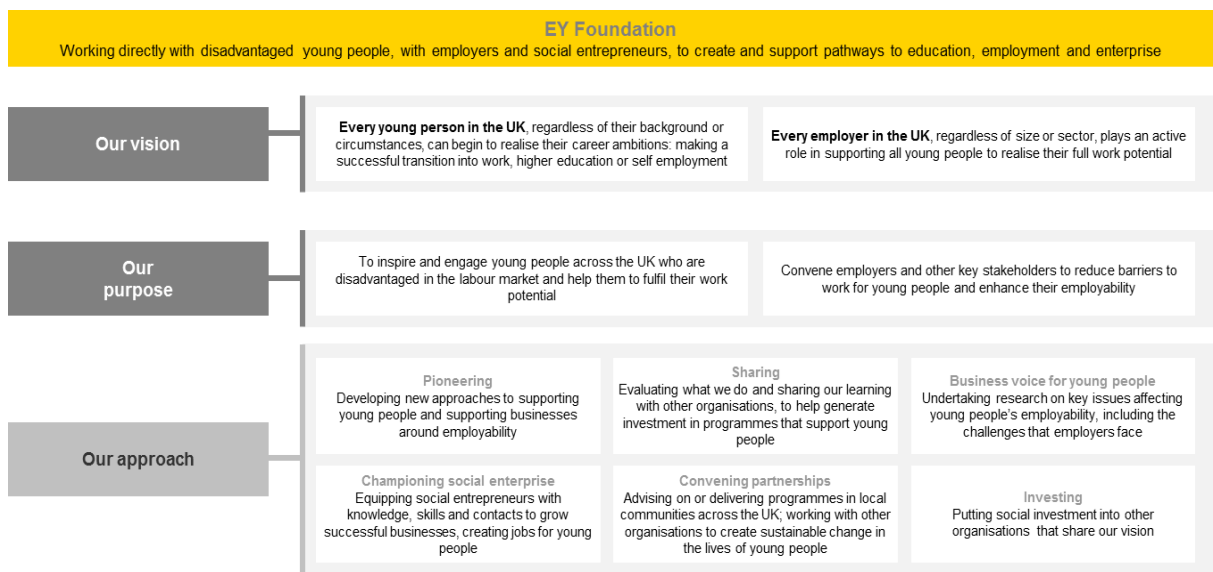 EY Foundation
Working directly with disadvantaged young people, with employers and social entrepreneurs, to create and support pathways to education, employment and enterprise
Our vision
Every young person in the UK, regardless of their background or
circumstances, can begin to realise their career ambitions: making a
successful transition into work, higher education or self employment
Every employer in the UK, regardless of size or sector, plays an active
role in supporting all young people to realise their full work potential
Our
purpose
To inspire and engage young people across the UK who are
disadvantaged in the labour market and help them to fulfil their work
potential
Convene employers and other key stakeholders to reduce barriers to
work for young people and enhance their employability
Our approach
Pioneering
Developing new approaches to supporting
young people and supporting businesses
around employability
Sharing
Evaluating what we do and sharing our learning
with other organisations, to help generate
investment in programmes that support young
people
Business voice for young people
Undertaking research on key issues affecting
young people's employability, including the
challenges that employers face
Championing social enterprise
Equipping social entrepreneurs with
knowledge, skills and contacts to grow
successful businesses, creating jobs for young
people
Convening partnerships
Advising on or delivering programmes in local
communities across the UK; working with other
organisations to create sustainable change in
the lives of young people
Investing
Putting social investment into other
organisations that share our vision